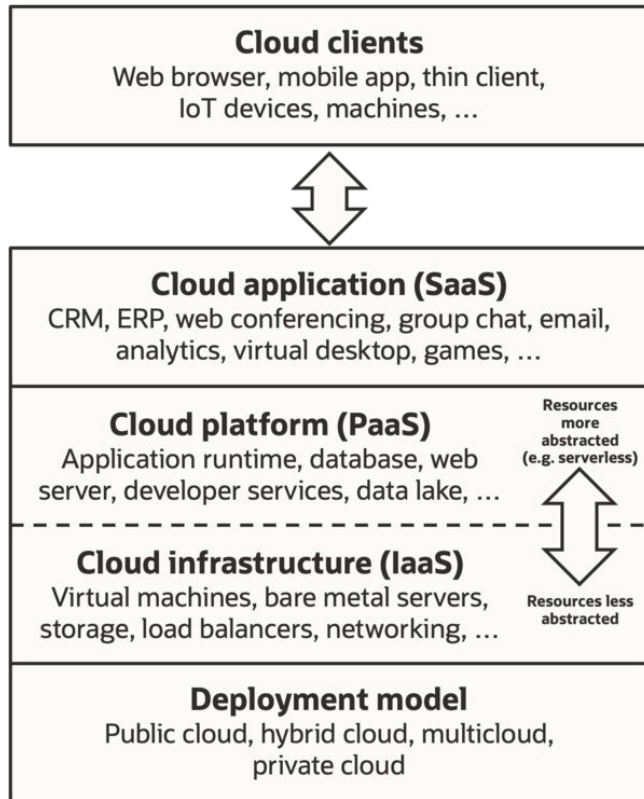 Cloud clients
Web browser, mobile app, thin client,
IoT devices, machines, ...
Cloud application (SaaS)
CRM, ERP, web conferencing, group chat, email,
analytics, virtual desktop, games, ...
Cloud platform (PaaS)
Application runtime, database, web
server, developer services, data lake, ...
Resources
more
abstracted
(e.g. serverless)
Cloud infrastructure (IaaS)
Virtual machines, bare metal servers,
storage, load balancers, networking, ...
Resources less
abstracted
Deployment model
Public cloud, hybrid cloud, multicloud,
private cloud